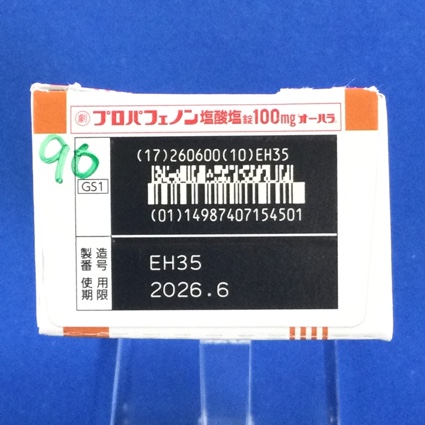 劇 プロパフェノン塩酸塩錠100mg「オーハラ」
96
(17)260600(10)EH35
GS1
(01)14987407154501
製造番号 EH35
使用期限 2026.6